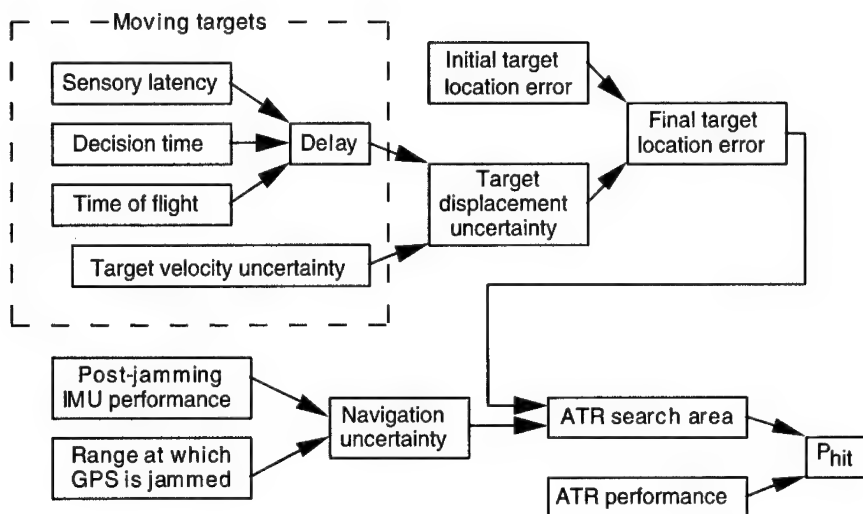 Moving targets
Sensory latency
Decision time
Time of flight
Delay
Target velocity uncertainty
Initial target
location error
Target
displacement
uncertainty
Final target
location error
Post-jamming
IMU performance
Range at which
GPS is jammed
Navigation
uncertainty
ATR search area
ATR performance
Phit